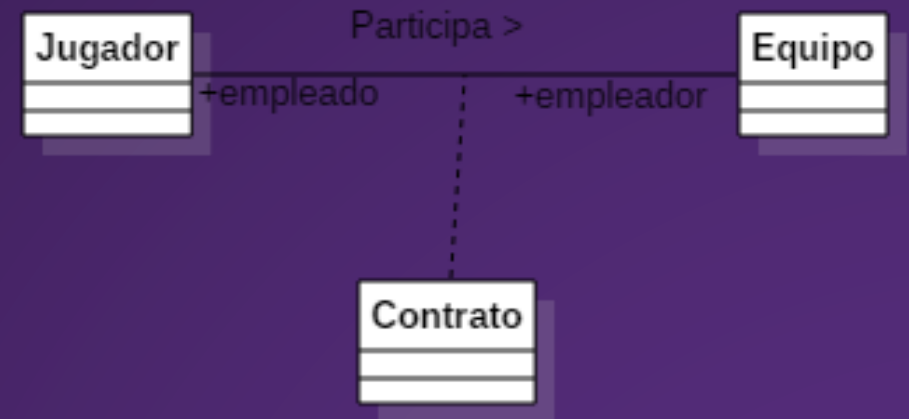 Participa >
Jugador
Equipo
+empleado
+empleador
Contrato